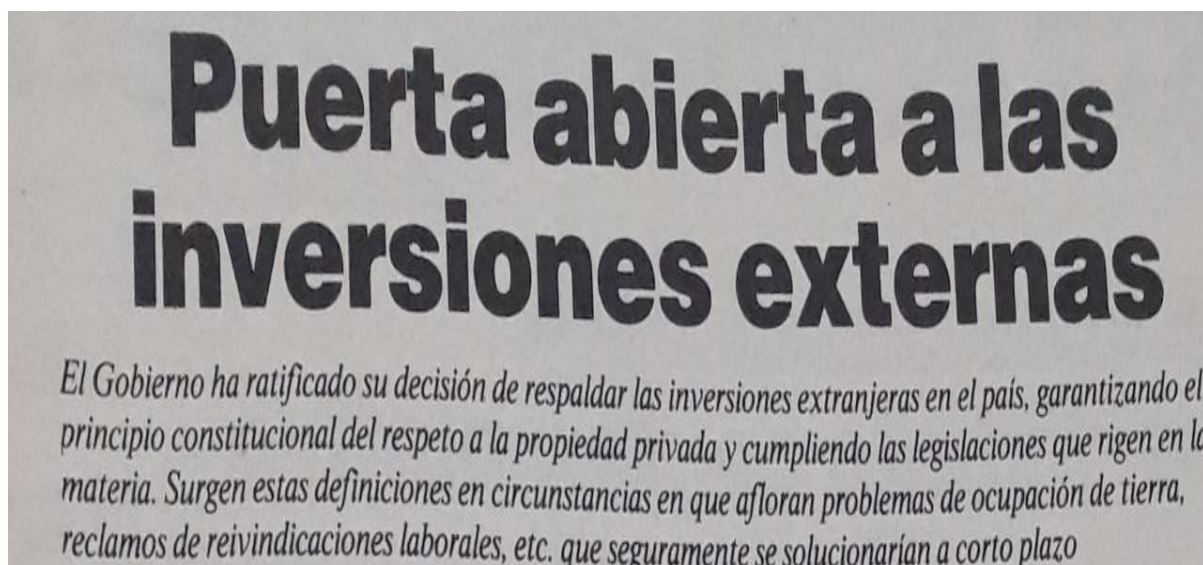 Puerta abierta a las
inversiones externas
El Gobierno ha ratificado su decisión de respaldar las inversiones extranjeras en el país, garantizando el
principio constitucional del respeto a la propiedad privada y cumpliendo las legislaciones que rigen en la
materia. Surgen estas definiciones en circunstancias en que afloran problemas de ocupación de tierra,
reclamos de reivindicaciones laborales, etc. que seguramente se solucionarían a corto plazo